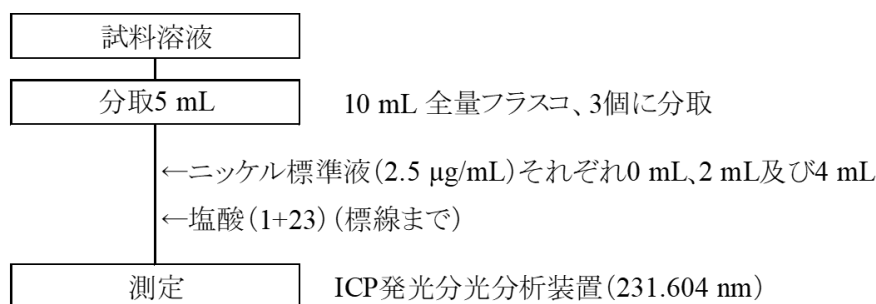 試料溶液
分取5 mL
10 mL 全量フラスコ、3個に分取
←ニッケル標準液(2.5 µg/mL)それぞれ0 mL、2 mL及び4 mL
←塩酸(1+23) (標線まで)
測定
ICP発光分光分析装置(231.604 nm)